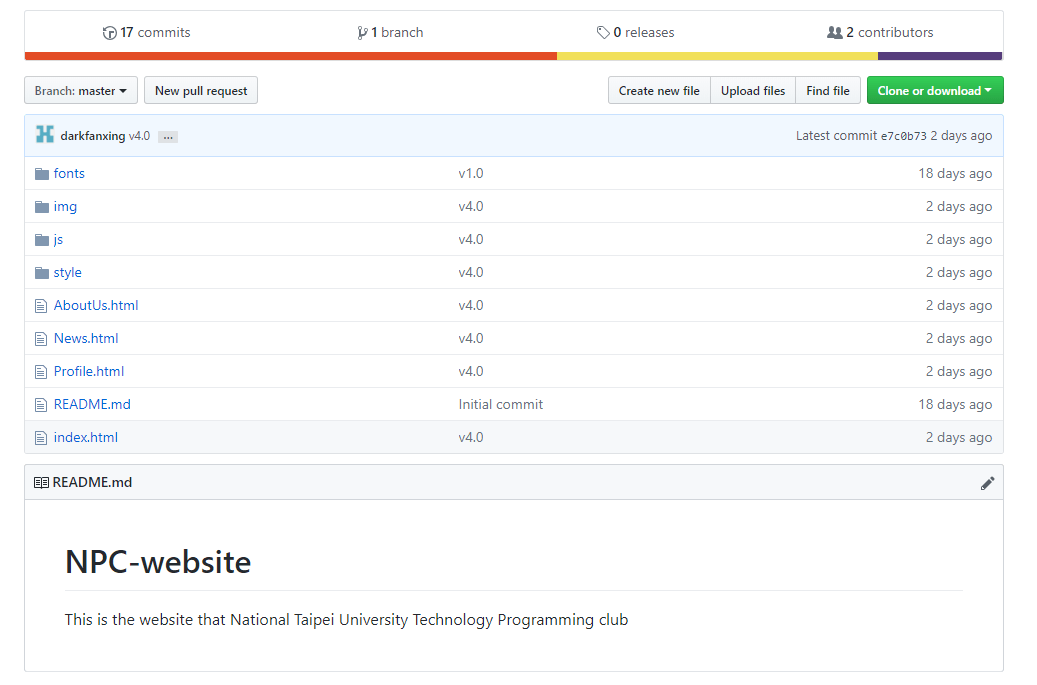 17 commits 1 branch 0 releases 2 contributors
Branch: master New pull request Create new file Upload files Find file Clone or download
darkfanxing v4.0 ... Latest commit e7c0b73 2 days ago
fonts v1.0 18 days ago
img v4.0 2 days ago
js v4.0 2 days ago
style v4.0 2 days ago
AboutUs.html v4.0 2 days ago
News.html v4.0 2 days ago
Profile.html v4.0 2 days ago
README.md Initial commit 18 days ago
index.html v4.0 2 days ago
README.md
NPC-website
This is the website that National Taipei University Technology Programming club